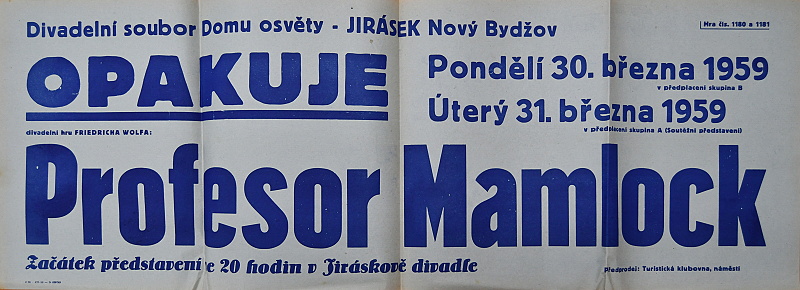 Divadelní soubor Domu osvěty - JIRÁSEK Nový Bydžov
Hra čís. 1180 a 1181
OPAKUJE
Pondělí 30. března 1959
v předplacení skupina B
Úterý 31. března 1959
v předplacení skupina A (Soutěžní představení)
divadelní hru FRIEDRICHA WOLFA:
Profesor Mamlock
Začátek představení ve 20 hodin v Jiráskově divadle
Předprodej: Turistická klubovna, náměstí